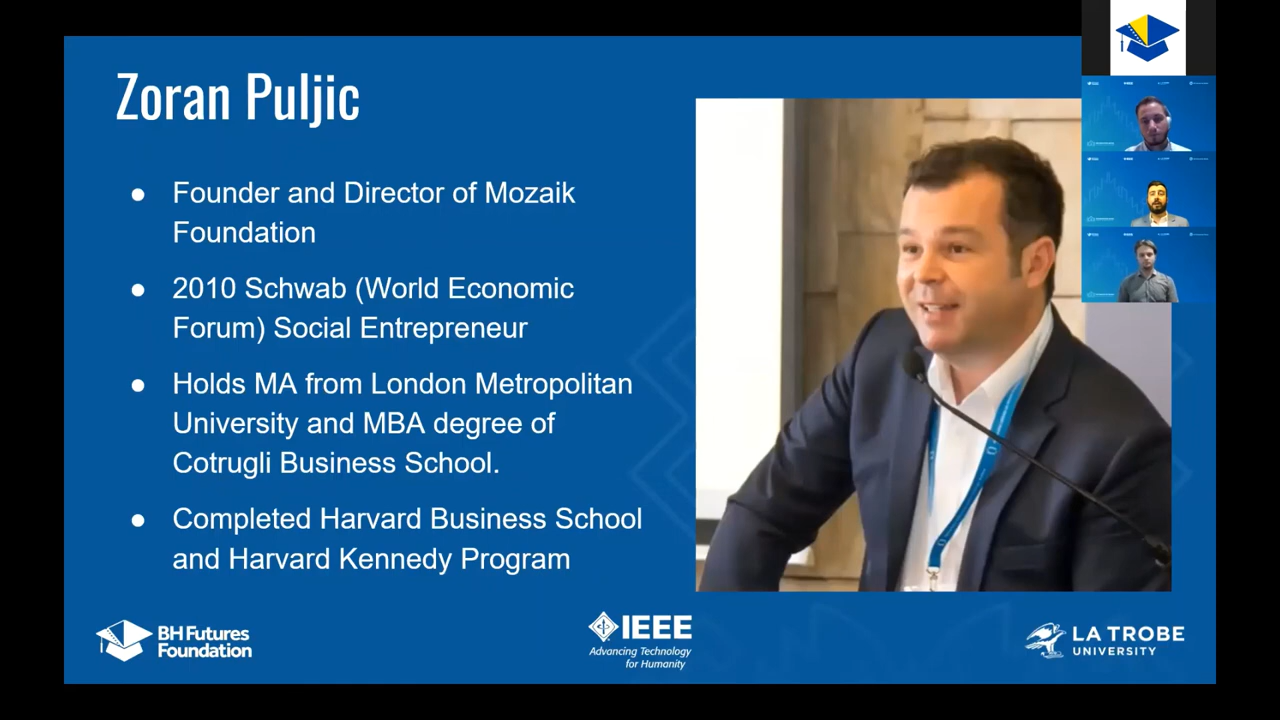 Zoran Puljic
● Founder and Director of Mozaik
Foundation
● 2010 Schwab (World Economic
Forum) Social Entrepreneur
● Holds MA from London Metropolitan
University and MBA degree of
Cotrugli Business School.
● Completed Harvard Business School
and Harvard Kennedy Program
BH Futures
Foundation
IEEE
Advancing Technology
for Humanity
LA TROBE
UNIVERSITY